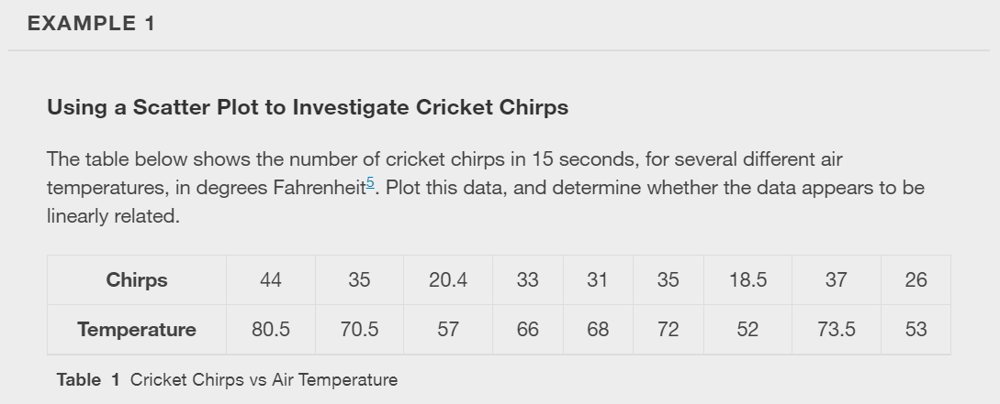 EXAMPLE 1
Using a Scatter Plot to Investigate Cricket Chirps
The table below shows the number of cricket chirps in 15 seconds, for several different air
temperatures, in degrees Fahrenheit5. Plot this data, and determine whether the data appears to be
linearly related.
Chirps 44 35 20.4 33 31 35 18.5 37 26
Temperature 80.5 70.5 57 66 68 72 52 73.5 53
Table 1 Cricket Chirps vs Air Temperature